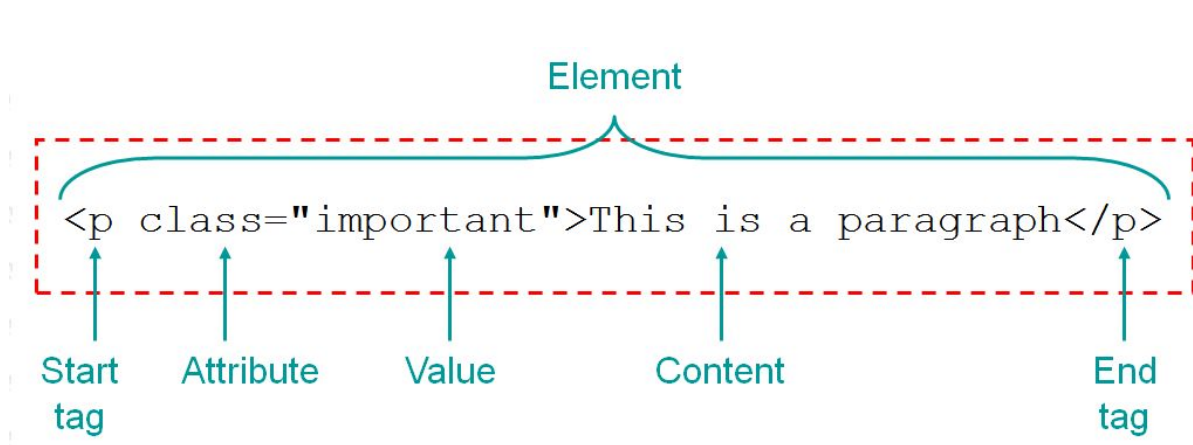 Element
<p class="important">This is a paragraph</p>
Start tag
Attribute
Value
Content
End tag